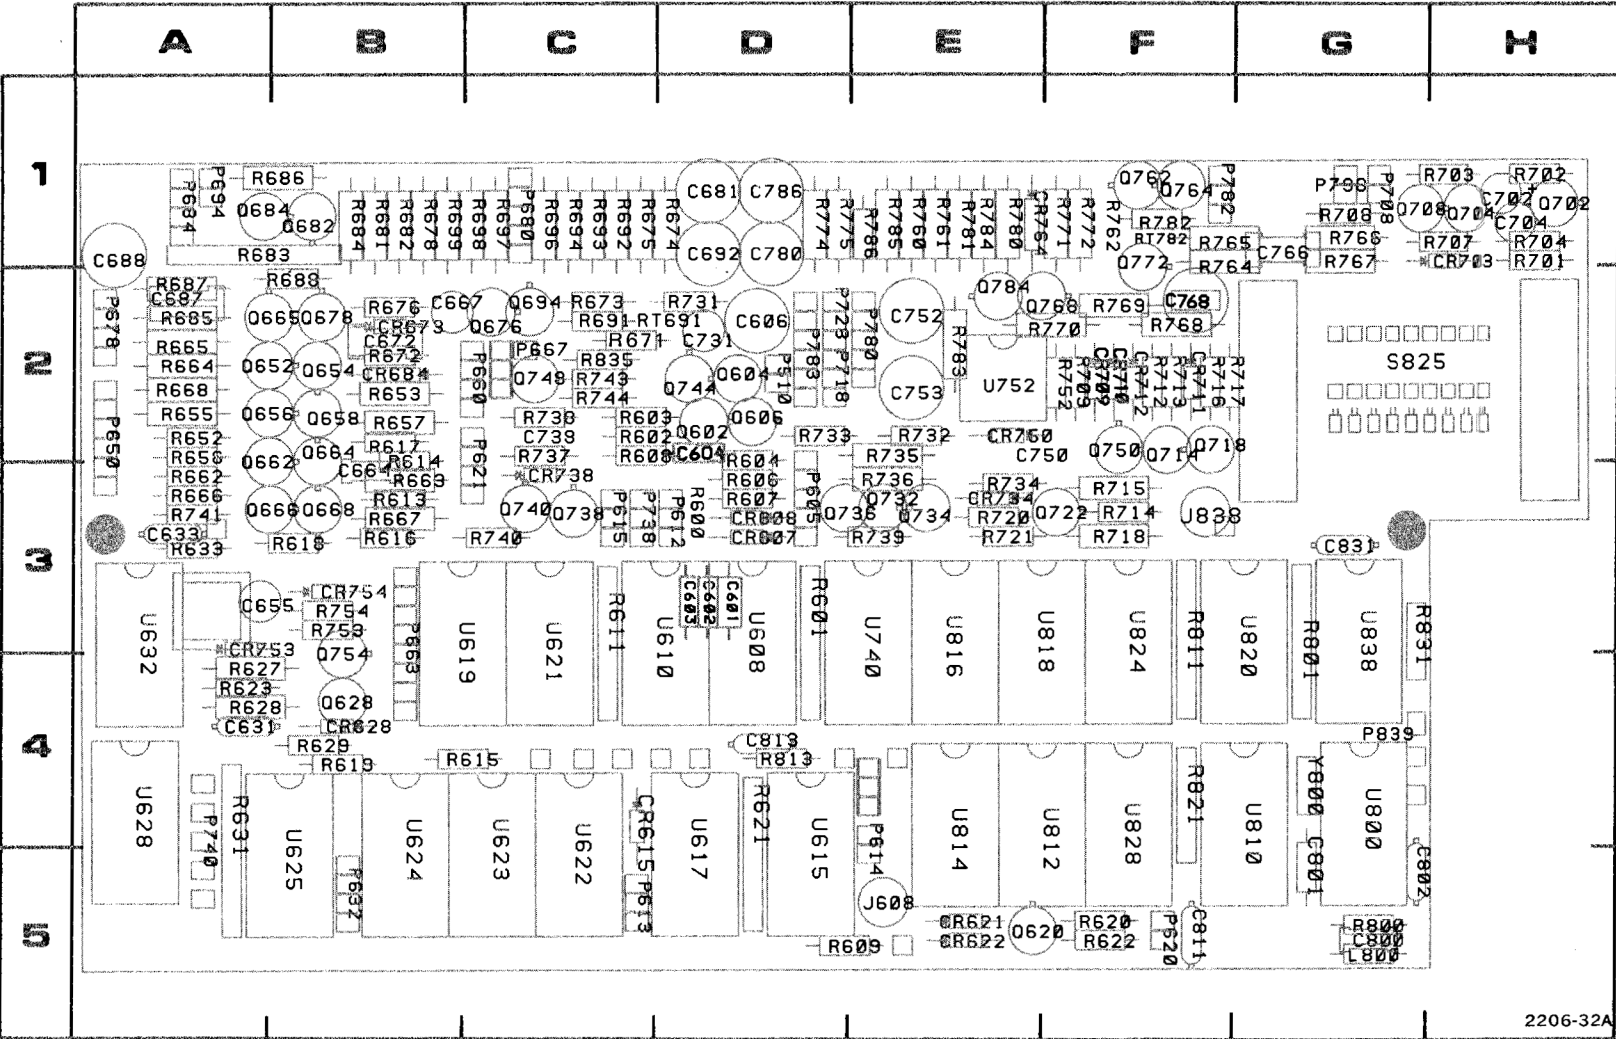 A B C D E F G H
1
P684 P694 R686 Q684 Q682 R683 C688
R684 R681 R682 R678 R699 R698 R697 P680 R696 R694 R693 R692 R675 R674
C681 C786 C692 C780
R774 R775 R786 R785 R760 R761 R781 R784 R780 CR764 R771 R772 R762
Q762 Q764 P782 R782 RT782 Q772 R765 R764 C766
P708 R708 R766 R767 Q708 R703 Q704 R707 CR703
R702 C702 + Q702 C704 R704 R701
2
R687 C687 R685 R688 P678 R665 R664 R668 R655 P650 R652 R662
Q678 Q652 Q654 Q656 Q658 Q662 Q664
R676 CR673 C672 R672 CR684 R653 R657 R617 R614 R663
C667 Q676 Q694 R673 R691 RT691 R671 P667 R835 R743 R744 P660 P621
R738 C739 R737 CR738 R603 R602 R608
R731 C731 C606 Q744 Q604 P510 Q602 Q606 C604 R604 R606 R607
P783 P728 P718 P780 C752 C753 R783 Q784 Q768 R770 U752
R733 R732 R735 R736 CR760 C750
R769 C768 R768 R752 R709 CR709 CR710 CR712 R712 R713 CR711 R716 R717
Q750 Q714 Q718 S825
3
R666 R741 C633 R633 Q666 Q668 R618 R613 R667 R616
R740 Q740 Q738 P615 P738 P612 R600 CR608 CR607 P605
Q736 Q732 Q734 R739 R734 CR734 R720 R721 Q722 R715 R714 R718 J838 C831
U632 C655 CR754 R754 R753 Q754 CR753 P663
U619 U621 R611 U610 C603 C602 C601 U608 R601 U740 U816 U818 U824 R811 U820 R801 U838 R831
R627 R623 R628 C631 Q628 CR628
4
R629 R619 R615 C813 R813 P839
U628 P740 R631 U625 P632 U624 U623 U622 CR615 P613 U617 R621 U615 P614 U814 U812 U828 R821 U810 Y800 C801 U800 C802
5
J608 R609 CR621 CR622 Q620 R620 R622 P620 C811 R800 C800 L800
2206-32A